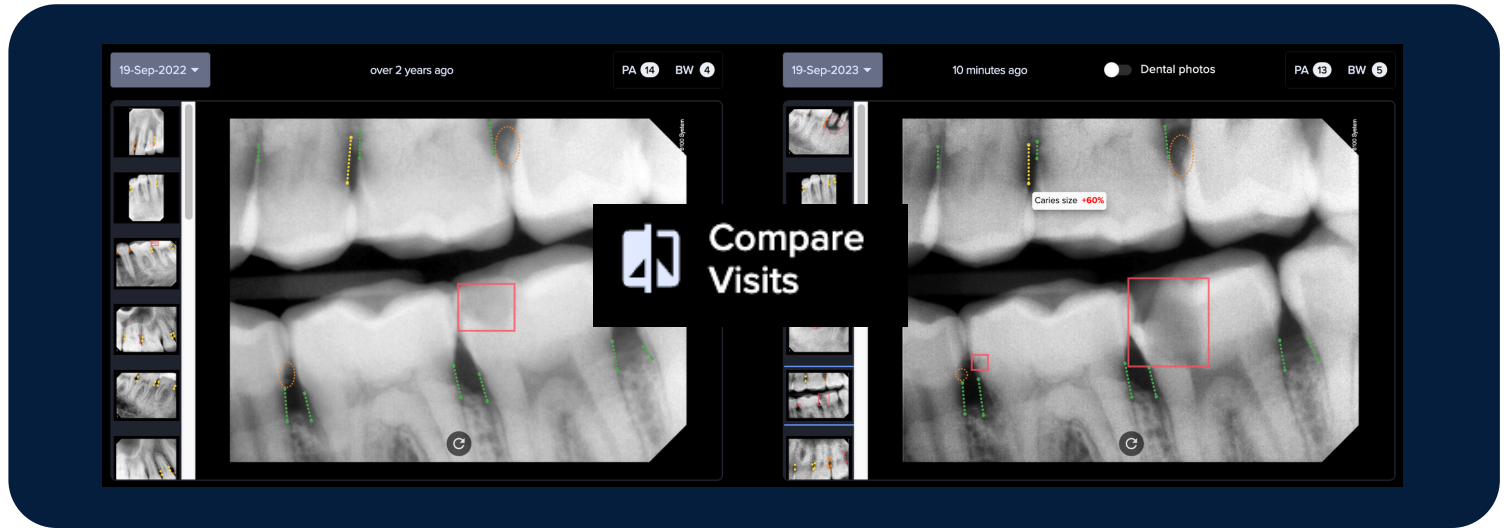 19-Sep-2022
over 2 years ago
PA 14 BW 4
19-Sep-2023
10 minutes ago
Dental photos
PA 13 BW 5
Caries size +60%
Compare
Visits